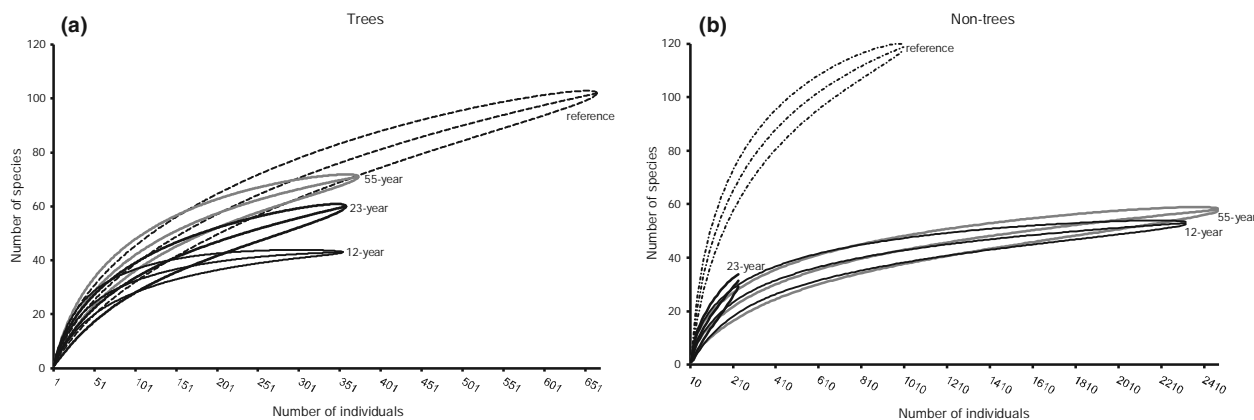 (a)
Trees
Number of species
120
100
80
60
40
20
0
reference
55-year
23-year
12-year
1
51
101
151
201
251
301
351
401
451
501
551
601
651
Number of individuals
(b)
Non-trees
Number of species
120
100
80
60
40
20
0
reference
23-year
55-year
12-year
10
210
410
610
810
1010
1210
1410
1610
1810
2010
2210
2410
Number of individuals